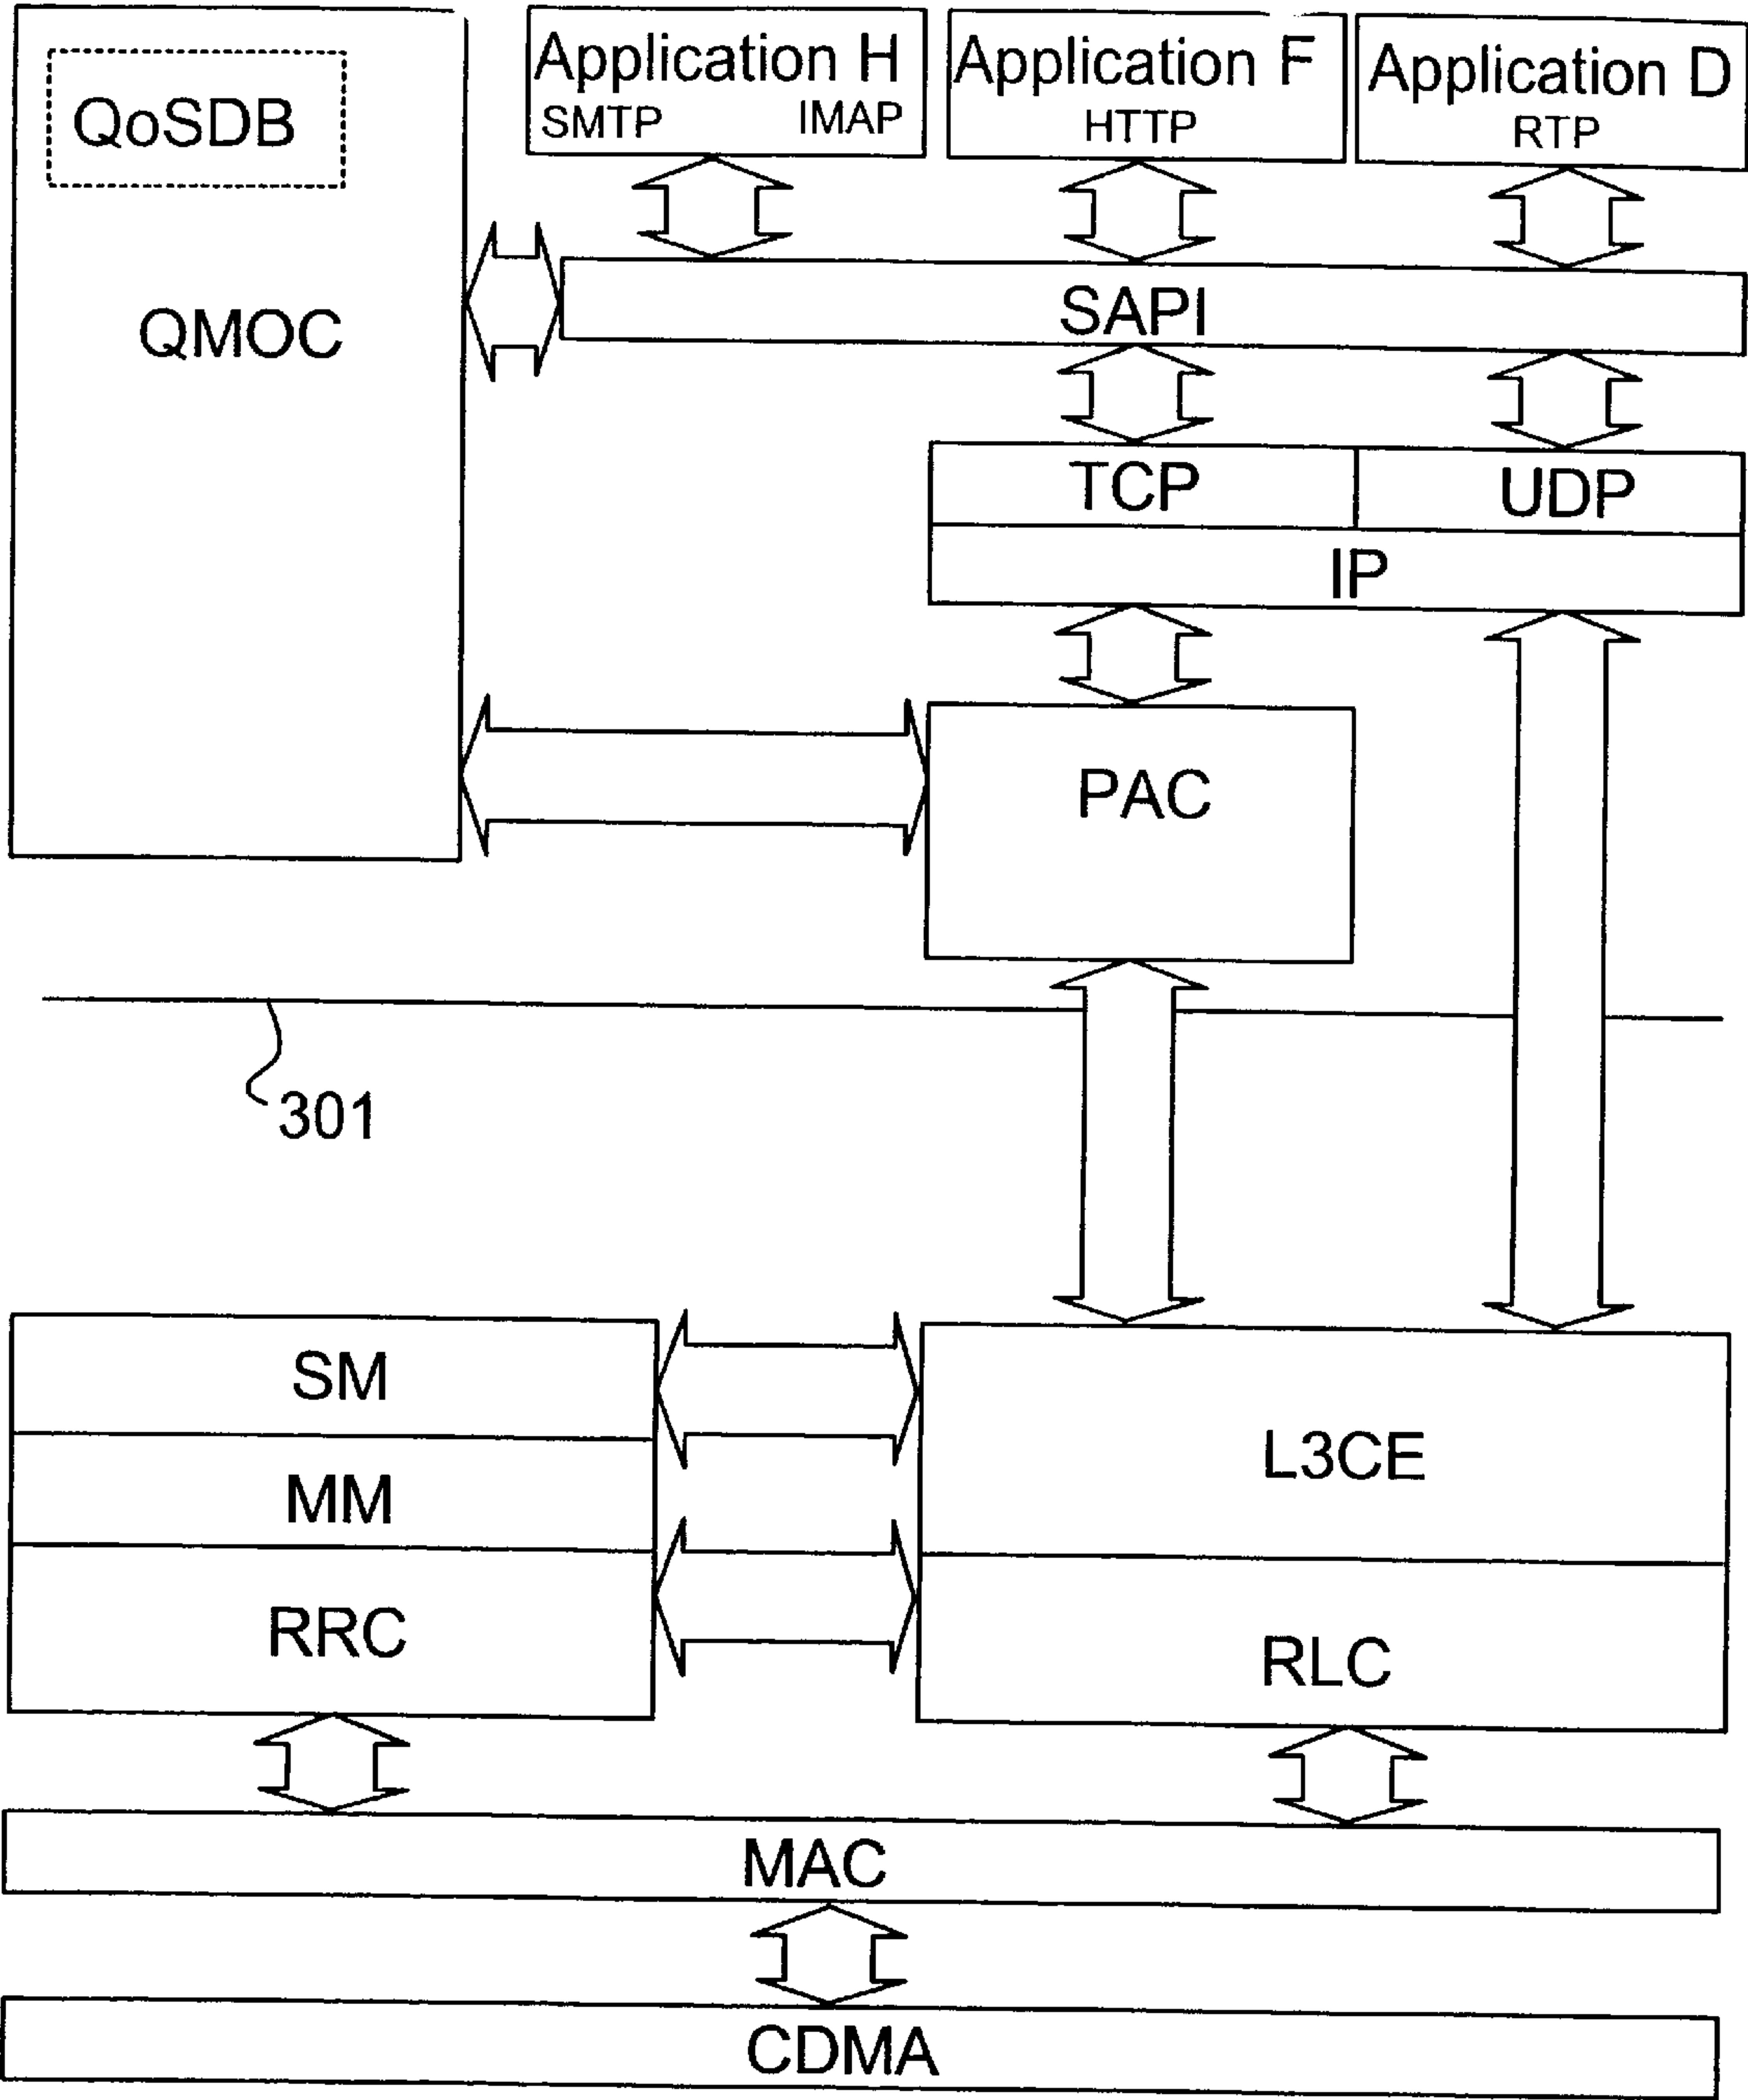 Application H
SMTP IMAP
Application F
HTTP
Application D
RTP
QoSDB
QMOC
SAPI
TCP
UDP
IP
PAC
301
SM
MM
RRC
L3CE
RLC
MAC
CDMA